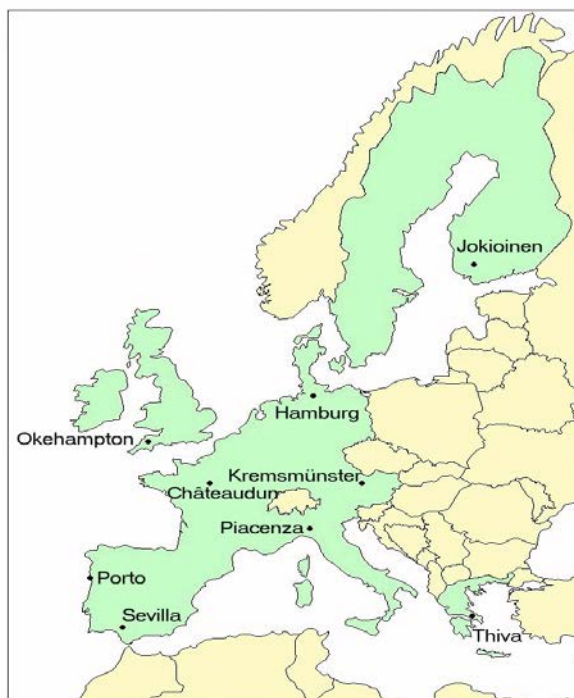 Jokioinen
Hamburg
Okehampton
Kremsmünster
Châteaudun
Piacenza
Porto
Sevilla
Thiva